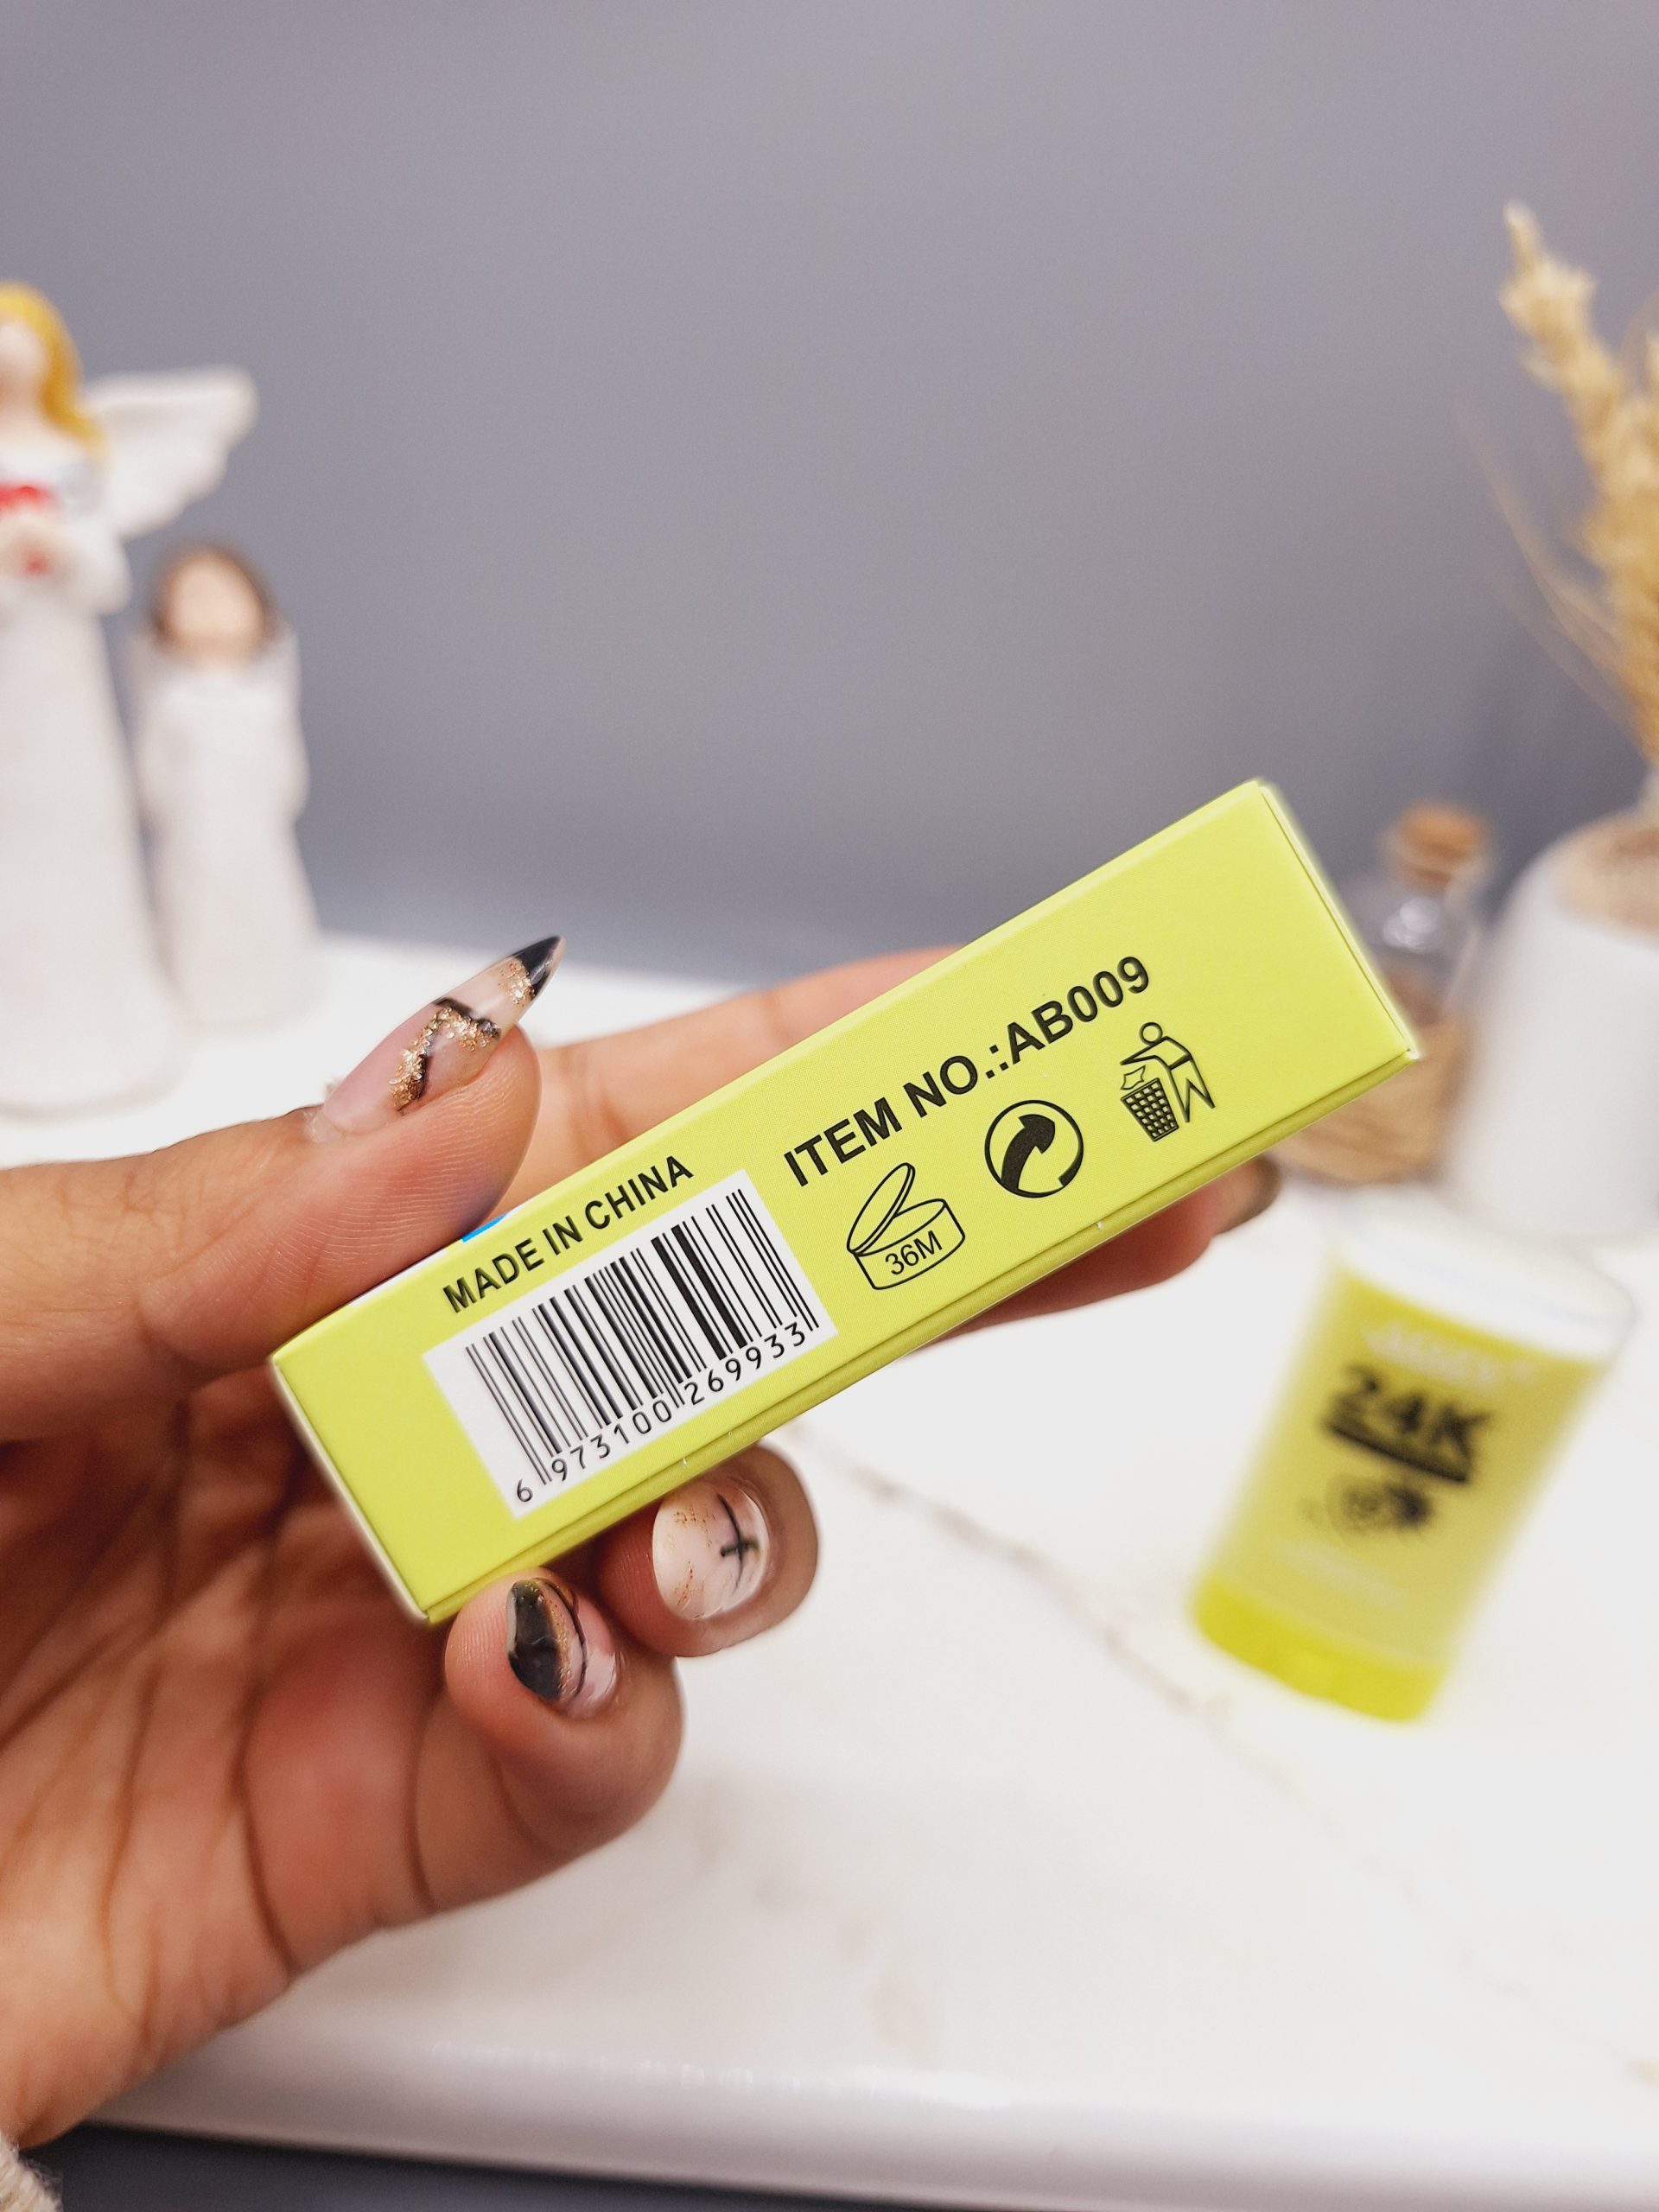 MADE IN CHINA
6 973100 269933
ITEM NO.:AB009
36M
24K